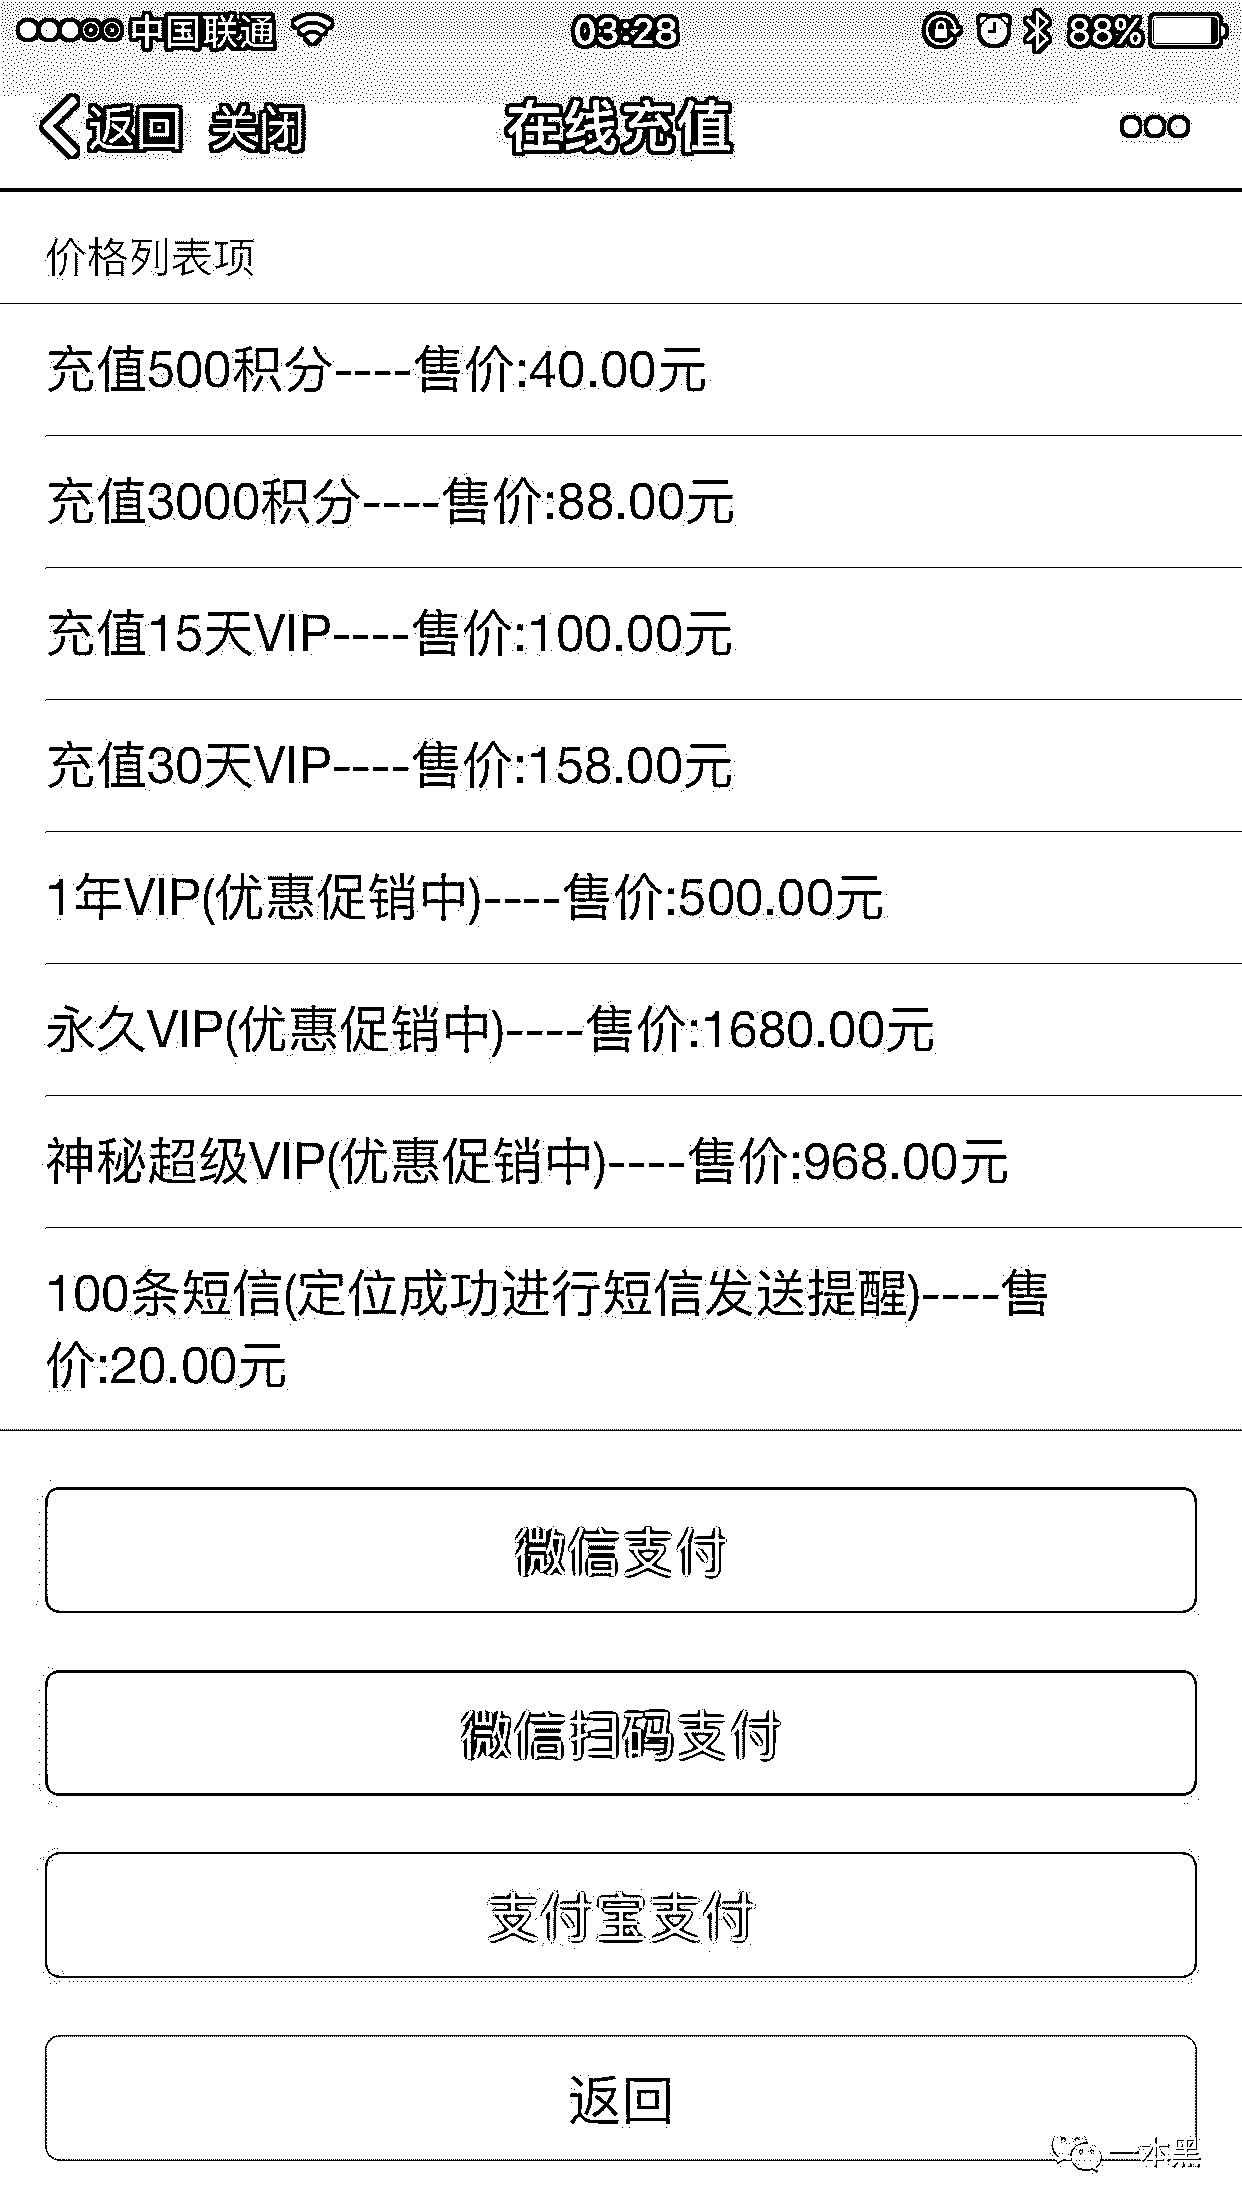 中国联通 03:28 88%
返回 关闭 在线充值
价格列表项
充值500积分----售价:40.00元
充值3000积分----售价:88.00元
充值15天VIP----售价:100.00元
充值30天VIP----售价:158.00元
1年VIP(优惠促销中)----售价:500.00元
永久VIP(优惠促销中)----售价:1680.00元
神秘超级VIP(优惠促销中)----售价:968.00元
100条短信(定位成功进行短信发送提醒)----售
价:20.00元
微信支付
微信扫码支付
支付宝支付
返回
一本黑